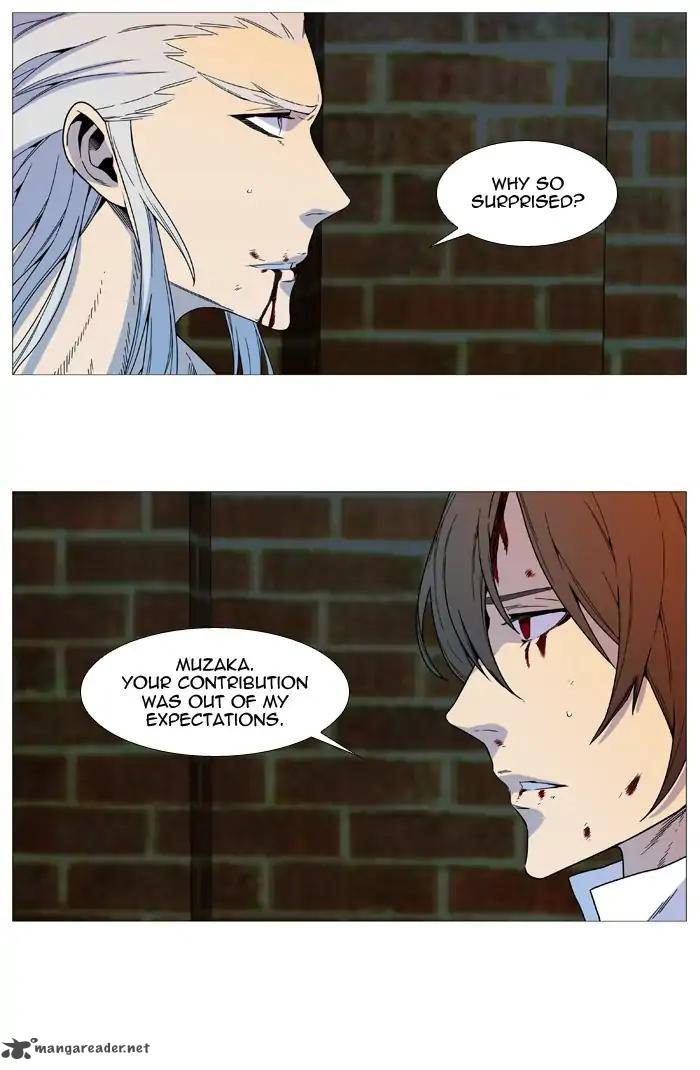 WHY SO
SURPRISED?
MUZAKA.
YOUR CONTRIBUTION
WAS OUT OF MY
EXPECTATIONS.
mangareader.net